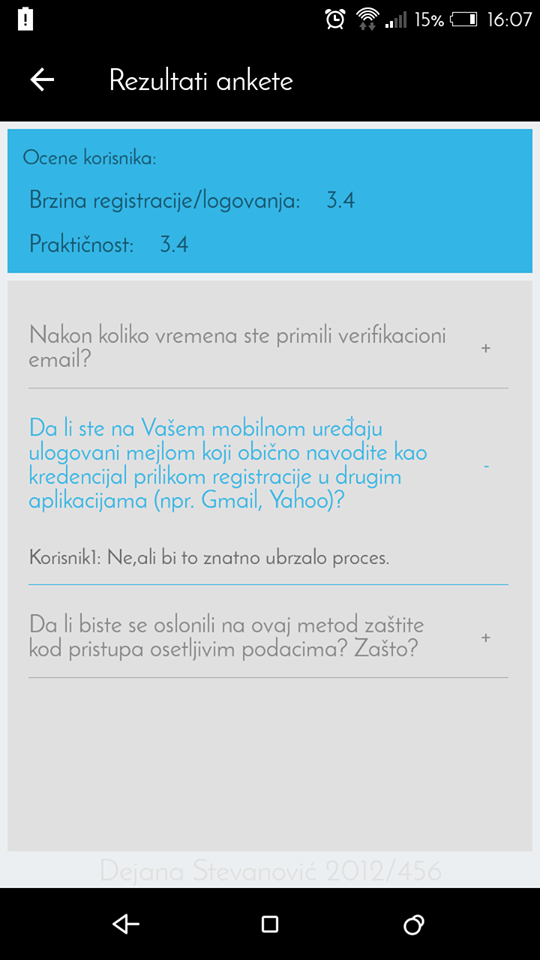 15% 16:07
Rezultati ankete
Ocene korisnika:
Brzina registracije/logovanja: 3.4
Praktičnost: 3.4
Nakon koliko vremena ste primili verifikacioni
email?
+
Da li ste na Vašem mobilnom uređaju
ulogovani mejlom koji obično navodite kao
kredencijal prilikom registracije u drugim
aplikacijama (npr. Gmail, Yahoo)?
-
Korisnik1: Ne,ali bi to znatno ubrzalo proces.
Da li biste se oslonili na ovaj metod zaštite
kod pristupa osetljivim podacima? Zašto?
+
Dejana Stevanović 2012/456